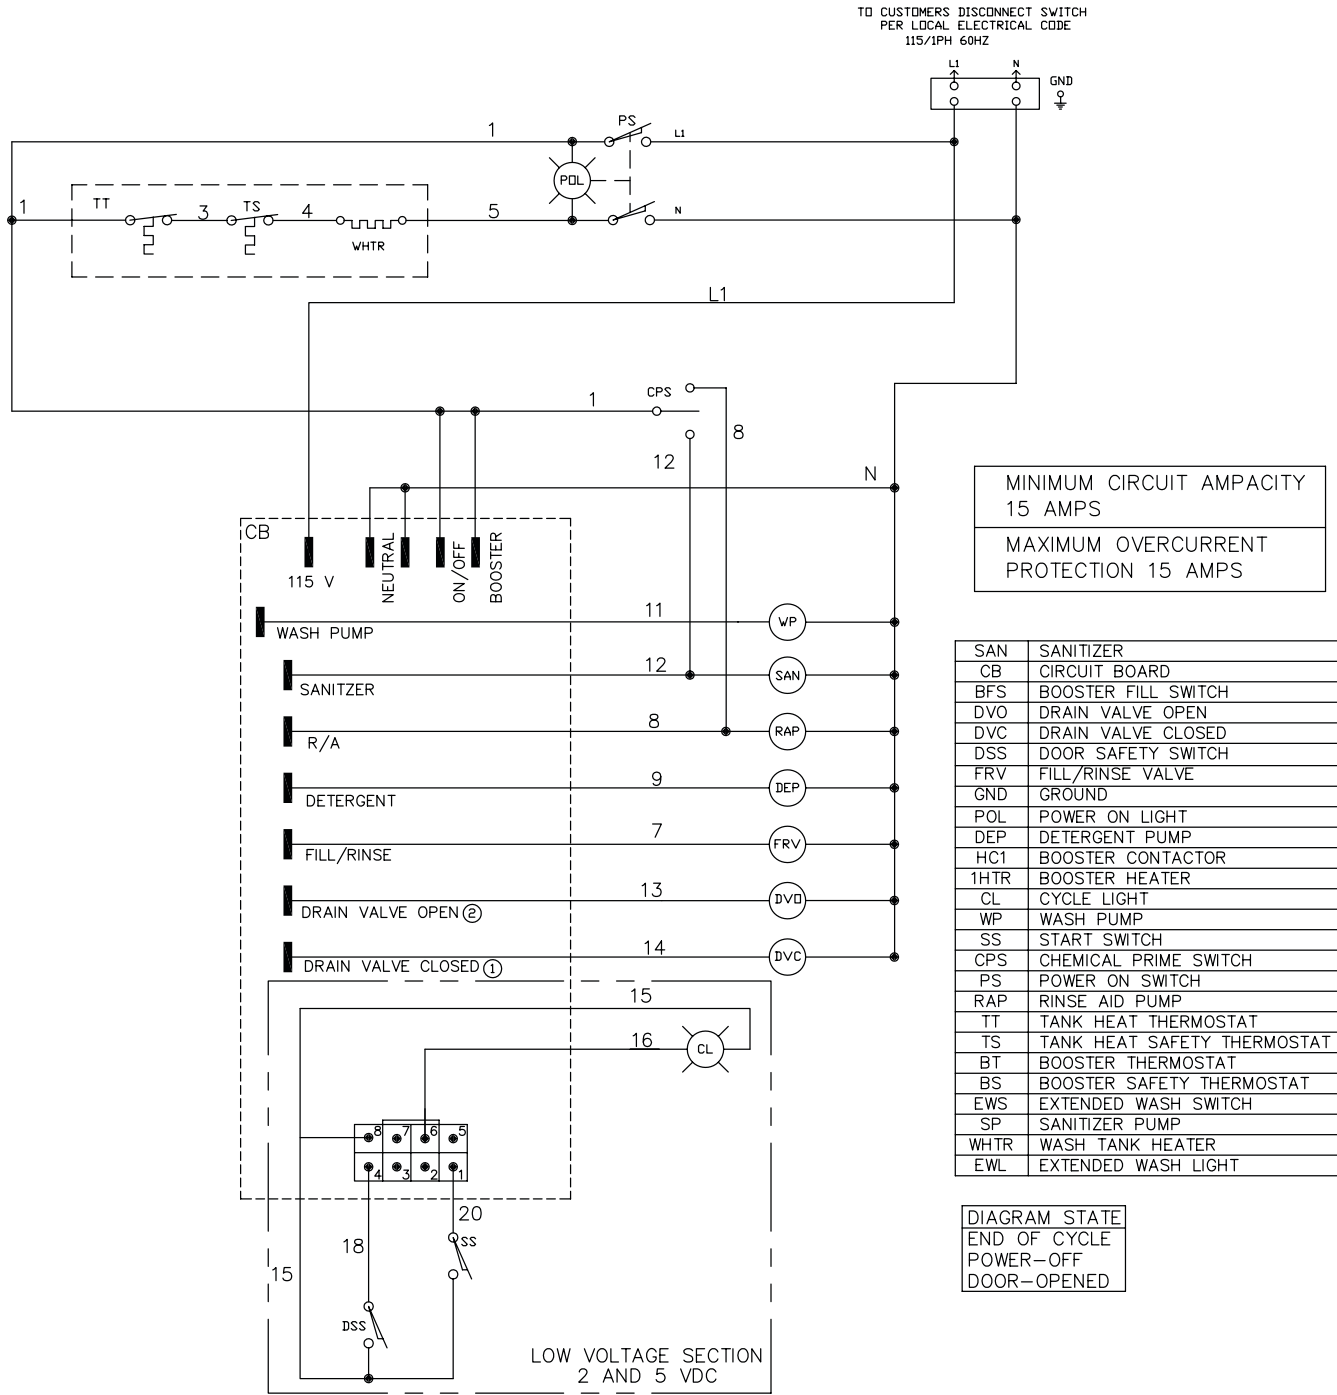 TO CUSTOMERS DISCONNECT SWITCH
PER LOCAL ELECTRICAL CODE
115/1PH 60HZ
L1 N
GND
1 PS L1
POL
1 TT 3 TS 4 5 N
WHTR
L1
1 CPS
8
12
N
MINIMUM CIRCUIT AMPACITY
15 AMPS
MAXIMUM OVERCURRENT
PROTECTION 15 AMPS
CB
115 V
NEUTRAL
ON/OFF
BOOSTER
WASH PUMP 11 WP
SANITZER 12 SAN
R/A 8 RAP
DETERGENT 9 DEP
FILL/RINSE 7 FRV
DRAIN VALVE OPEN 2 13 DVO
DRAIN VALVE CLOSED 1 14 DVC
15
16 CL
8 7 6 5
4 3 2 1
20
18 SS
15
DSS
LOW VOLTAGE SECTION
2 AND 5 VDC
SAN SANITIZER
CB CIRCUIT BOARD
BFS BOOSTER FILL SWITCH
DVO DRAIN VALVE OPEN
DVC DRAIN VALVE CLOSED
DSS DOOR SAFETY SWITCH
FRV FILL/RINSE VALVE
GND GROUND
POL POWER ON LIGHT
DEP DETERGENT PUMP
HC1 BOOSTER CONTACTOR
1HTR BOOSTER HEATER
CL CYCLE LIGHT
WP WASH PUMP
SS START SWITCH
CPS CHEMICAL PRIME SWITCH
PS POWER ON SWITCH
RAP RINSE AID PUMP
TT TANK HEAT THERMOSTAT
TS TANK HEAT SAFETY THERMOSTAT
BT BOOSTER THERMOSTAT
BS BOOSTER SAFETY THERMOSTAT
EWS EXTENDED WASH SWITCH
SP SANITIZER PUMP
WHTR WASH TANK HEATER
EWL EXTENDED WASH LIGHT
DIAGRAM STATE
END OF CYCLE
POWER-OFF
DOOR-OPENED